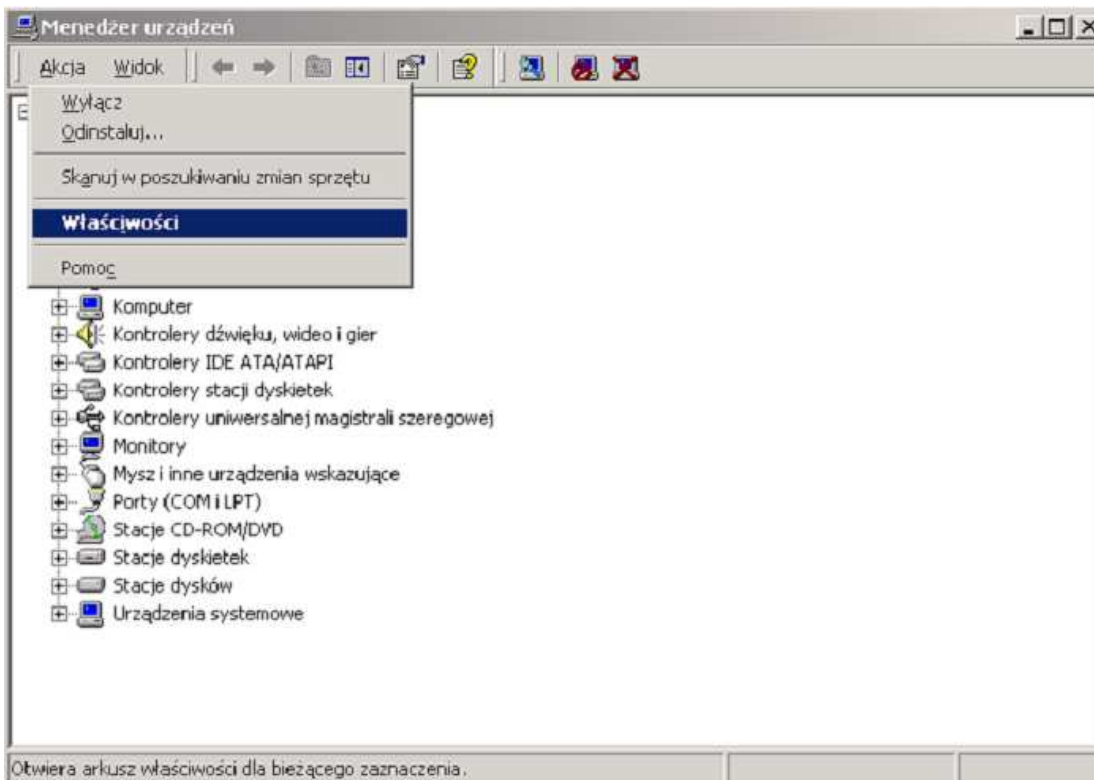 Menedżer urządzeń
Akcja Widok
Wyłącz
Odinstaluj...
Skanuj w poszukiwaniu zmian sprzętu
Właściwości
Pomoc
Komputer
Kontrolery dźwięku, wideo i gier
Kontrolery IDE ATA/ATAPI
Kontrolery stacji dyskietek
Kontrolery uniwersalnej magistrali szeregowej
Monitory
Mysz i inne urządzenia wskazujące
Porty (COM i LPT)
Stacje CD-ROM/DVD
Stacje dyskietek
Stacje dysków
Urządzenia systemowe
Otwiera arkusz właściwości dla bieżącego zaznaczenia.